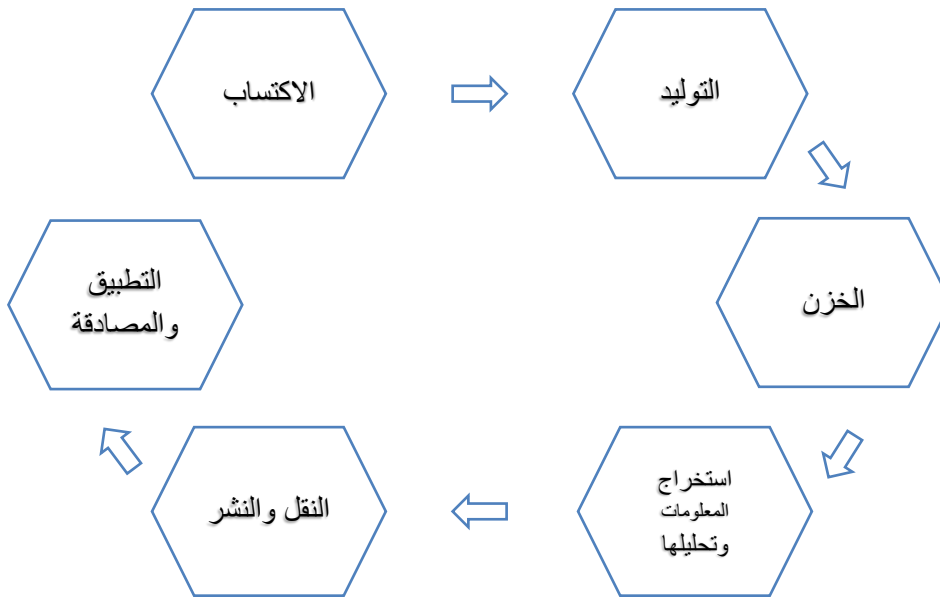 الاكتساب
التوليد
الخزن
استخراج
المعلومات
وتحليلها
النقل والنشر
التطبيق
والمصادقة